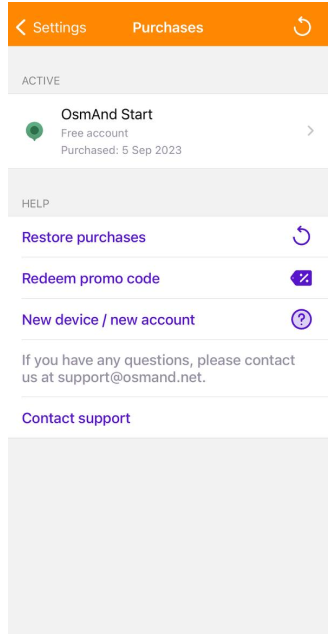 Settings Purchases
ACTIVE
OsmAnd Start
Free account
Purchased: 5 Sep 2023
HELP
Restore purchases
Redeem promo code
New device / new account
If you have any questions, please contact
us at support@osmand.net.
Contact support